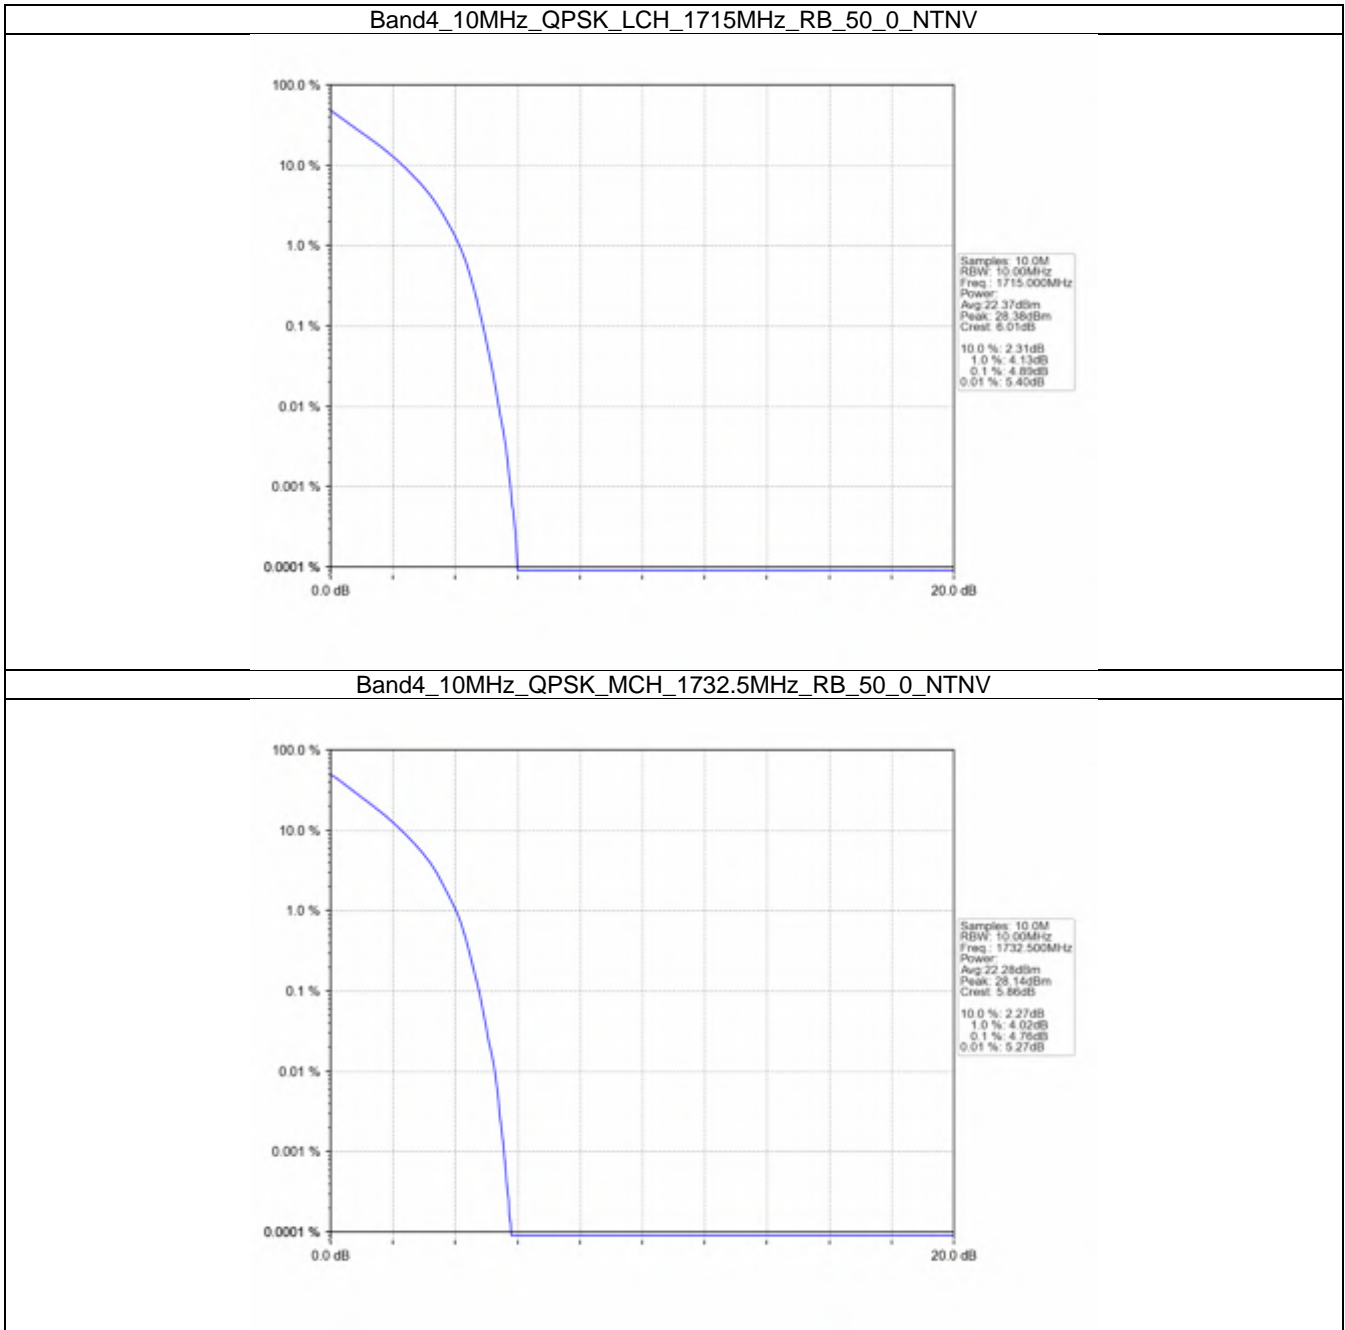 Band4_10MHz_QPSK_LCH_1715MHz_RB_50_0_NTNV
100.0 %
10.0 %
1.0 %
0.1 %
0.01 %
0.001 %
0.0001 %
0.0 dB
20.0 dB
Samples: 10.0M
RBW: 10.00MHz
Freq.: 1715.000MHz
Power:
Avg:22.37dBm
Peak: 28.38dBm
Crest: 6.01dB
10.0 %: 2.31dB
1.0 %: 4.13dB
0.1 %: 4.89dB
0.01 %: 5.40dB
Band4_10MHz_QPSK_MCH_1732.5MHz_RB_50_0_NTNV
100.0 %
10.0 %
1.0 %
0.1 %
0.01 %
0.001 %
0.0001 %
0.0 dB
20.0 dB
Samples: 10.0M
RBW: 10.00MHz
Freq.: 1732.500MHz
Power:
Avg:22.28dBm
Peak: 28.14dBm
Crest: 5.86dB
10.0 %: 2.27dB
1.0 %: 4.02dB
0.1 %: 4.76dB
0.01 %: 5.27dB